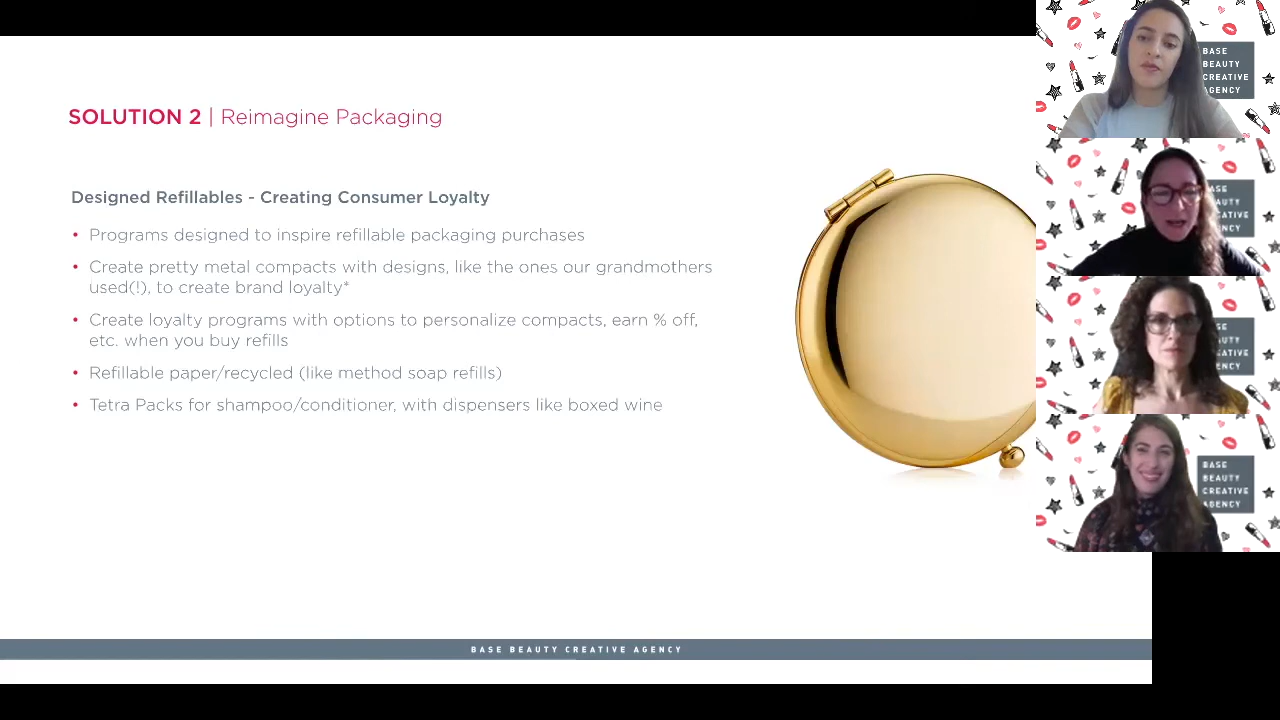 SOLUTION 2 | Reimagine Packaging
Designed Refillables - Creating Consumer Loyalty
• Programs designed to inspire refillable packaging purchases
• Create pretty metal compacts with designs, like the ones our grandmothers
used(!), to create brand loyalty*
• Create loyalty programs with options to personalize compacts, earn % off,
etc. when you buy refills
• Refillable paper/recycled (like method soap refills)
• Tetra Packs for shampoo/conditioner, with dispensers like boxed wine
BASE BEAUTY CREATIVE AGENCY
BASE
BEAUTY
CREATIVE
AGENCY
BASE
BEAUTY
CREATIVE
AGENCY